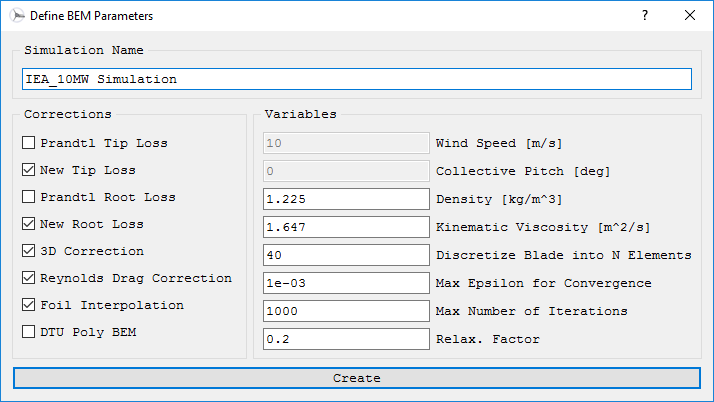 Define BEM Parameters
?
Simulation Name
IEA_10MW Simulation
Corrections
Prandtl Tip Loss
New Tip Loss
Prandtl Root Loss
New Root Loss
3D Correction
Reynolds Drag Correction
Foil Interpolation
DTU Poly BEM
Variables
10 Wind Speed [m/s]
0 Collective Pitch [deg]
1.225 Density [kg/m^3]
1.647 Kinematic Viscosity [m^2/s]
40 Discretize Blade into N Elements
1e-03 Max Epsilon for Convergence
1000 Max Number of Iterations
0.2 Relax. Factor
Create